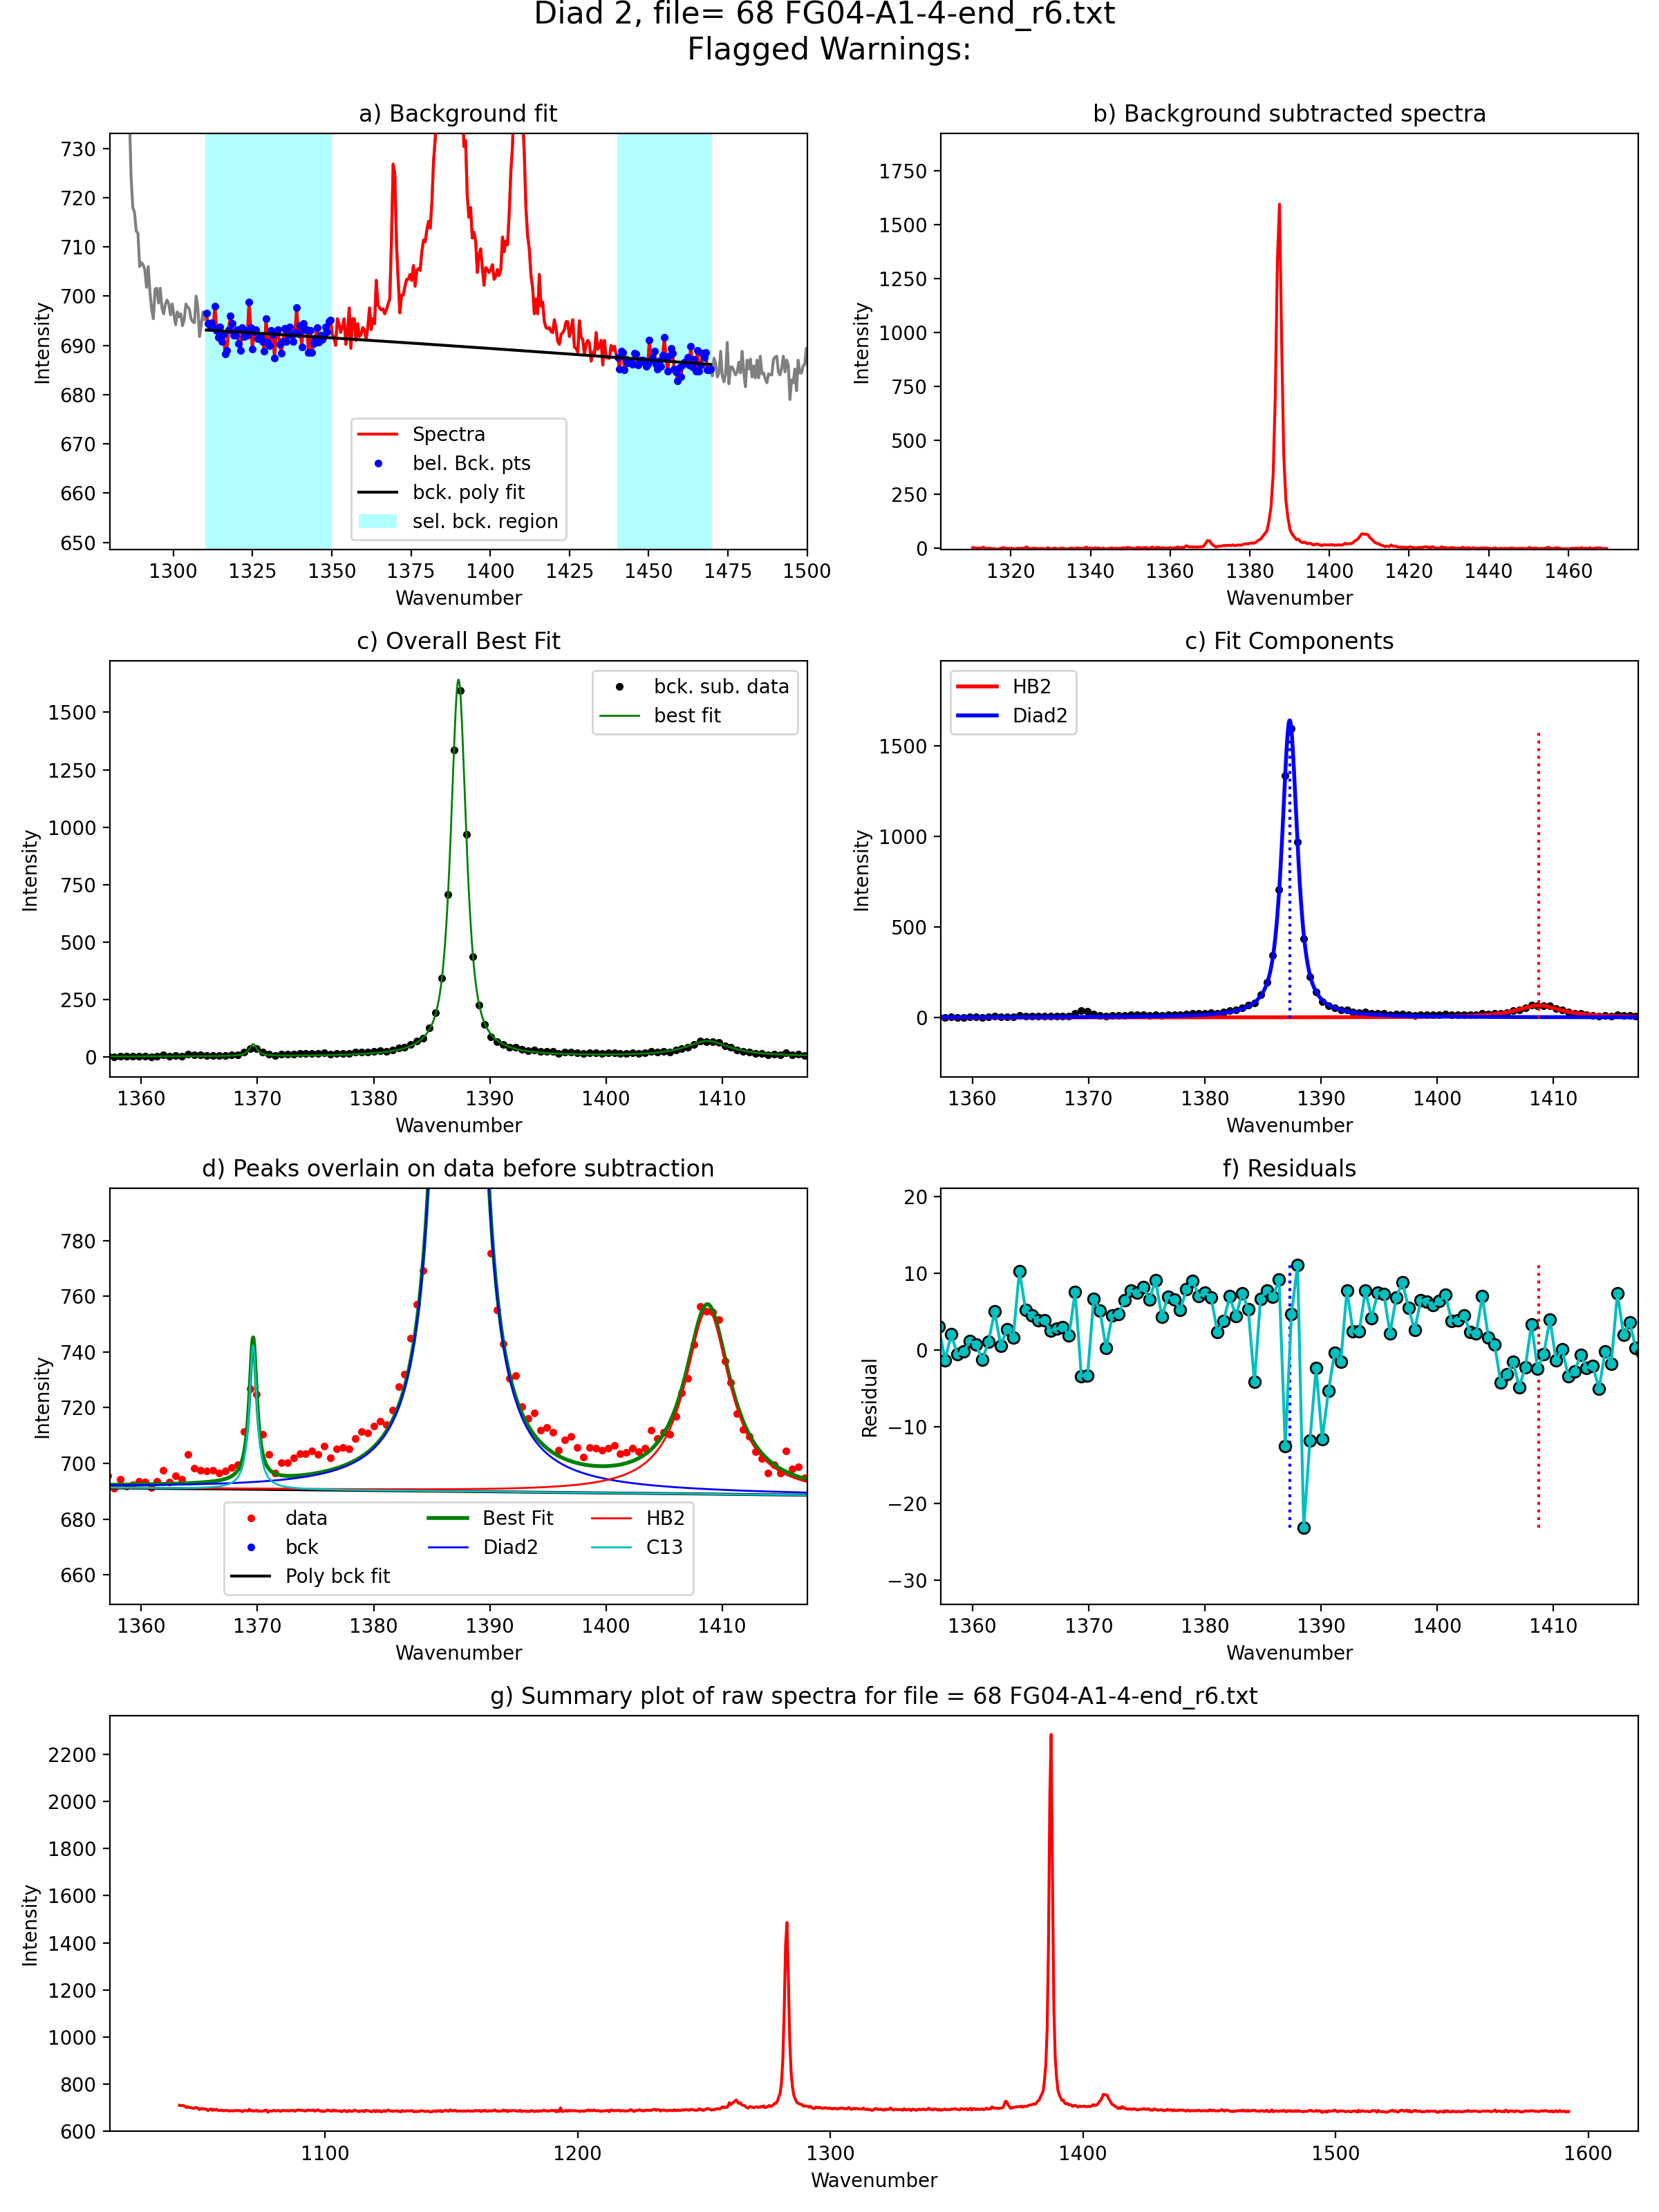 Diad 2, file= 68 FG04-A1-4-end_r6.txt
Flagged Warnings:
a) Background fit
730
720
710
700
690
680
670
660
650
Intensity
Spectra
bel. Bck. pts
bck. poly fit
sel. bck. region
1300 1325 1350 1375 1400 1425 1450 1475 1500
Wavenumber
b) Background subtracted spectra
1750
1500
1250
1000
750
500
250
0
Intensity
1320 1340 1360 1380 1400 1420 1440 1460
Wavenumber
c) Overall Best Fit
1500
1250
1000
750
500
250
0
Intensity
bck. sub. data
best fit
1360 1370 1380 1390 1400 1410
Wavenumber
c) Fit Components
HB2
Diad2
1500
1000
500
0
Intensity
1360 1370 1380 1390 1400 1410
Wavenumber
d) Peaks overlain on data before subtraction
780
760
740
720
700
680
660
Intensity
data
bck
Poly bck fit
Best Fit
Diad2
HB2
C13
1360 1370 1380 1390 1400 1410
Wavenumber
f) Residuals
20
10
0
−10
−20
−30
Residual
1360 1370 1380 1390 1400 1410
Wavenumber
g) Summary plot of raw spectra for file = 68 FG04-A1-4-end_r6.txt
2200
2000
1800
1600
1400
1200
1000
800
600
Intensity
1100 1200 1300 1400 1500 1600
Wavenumber